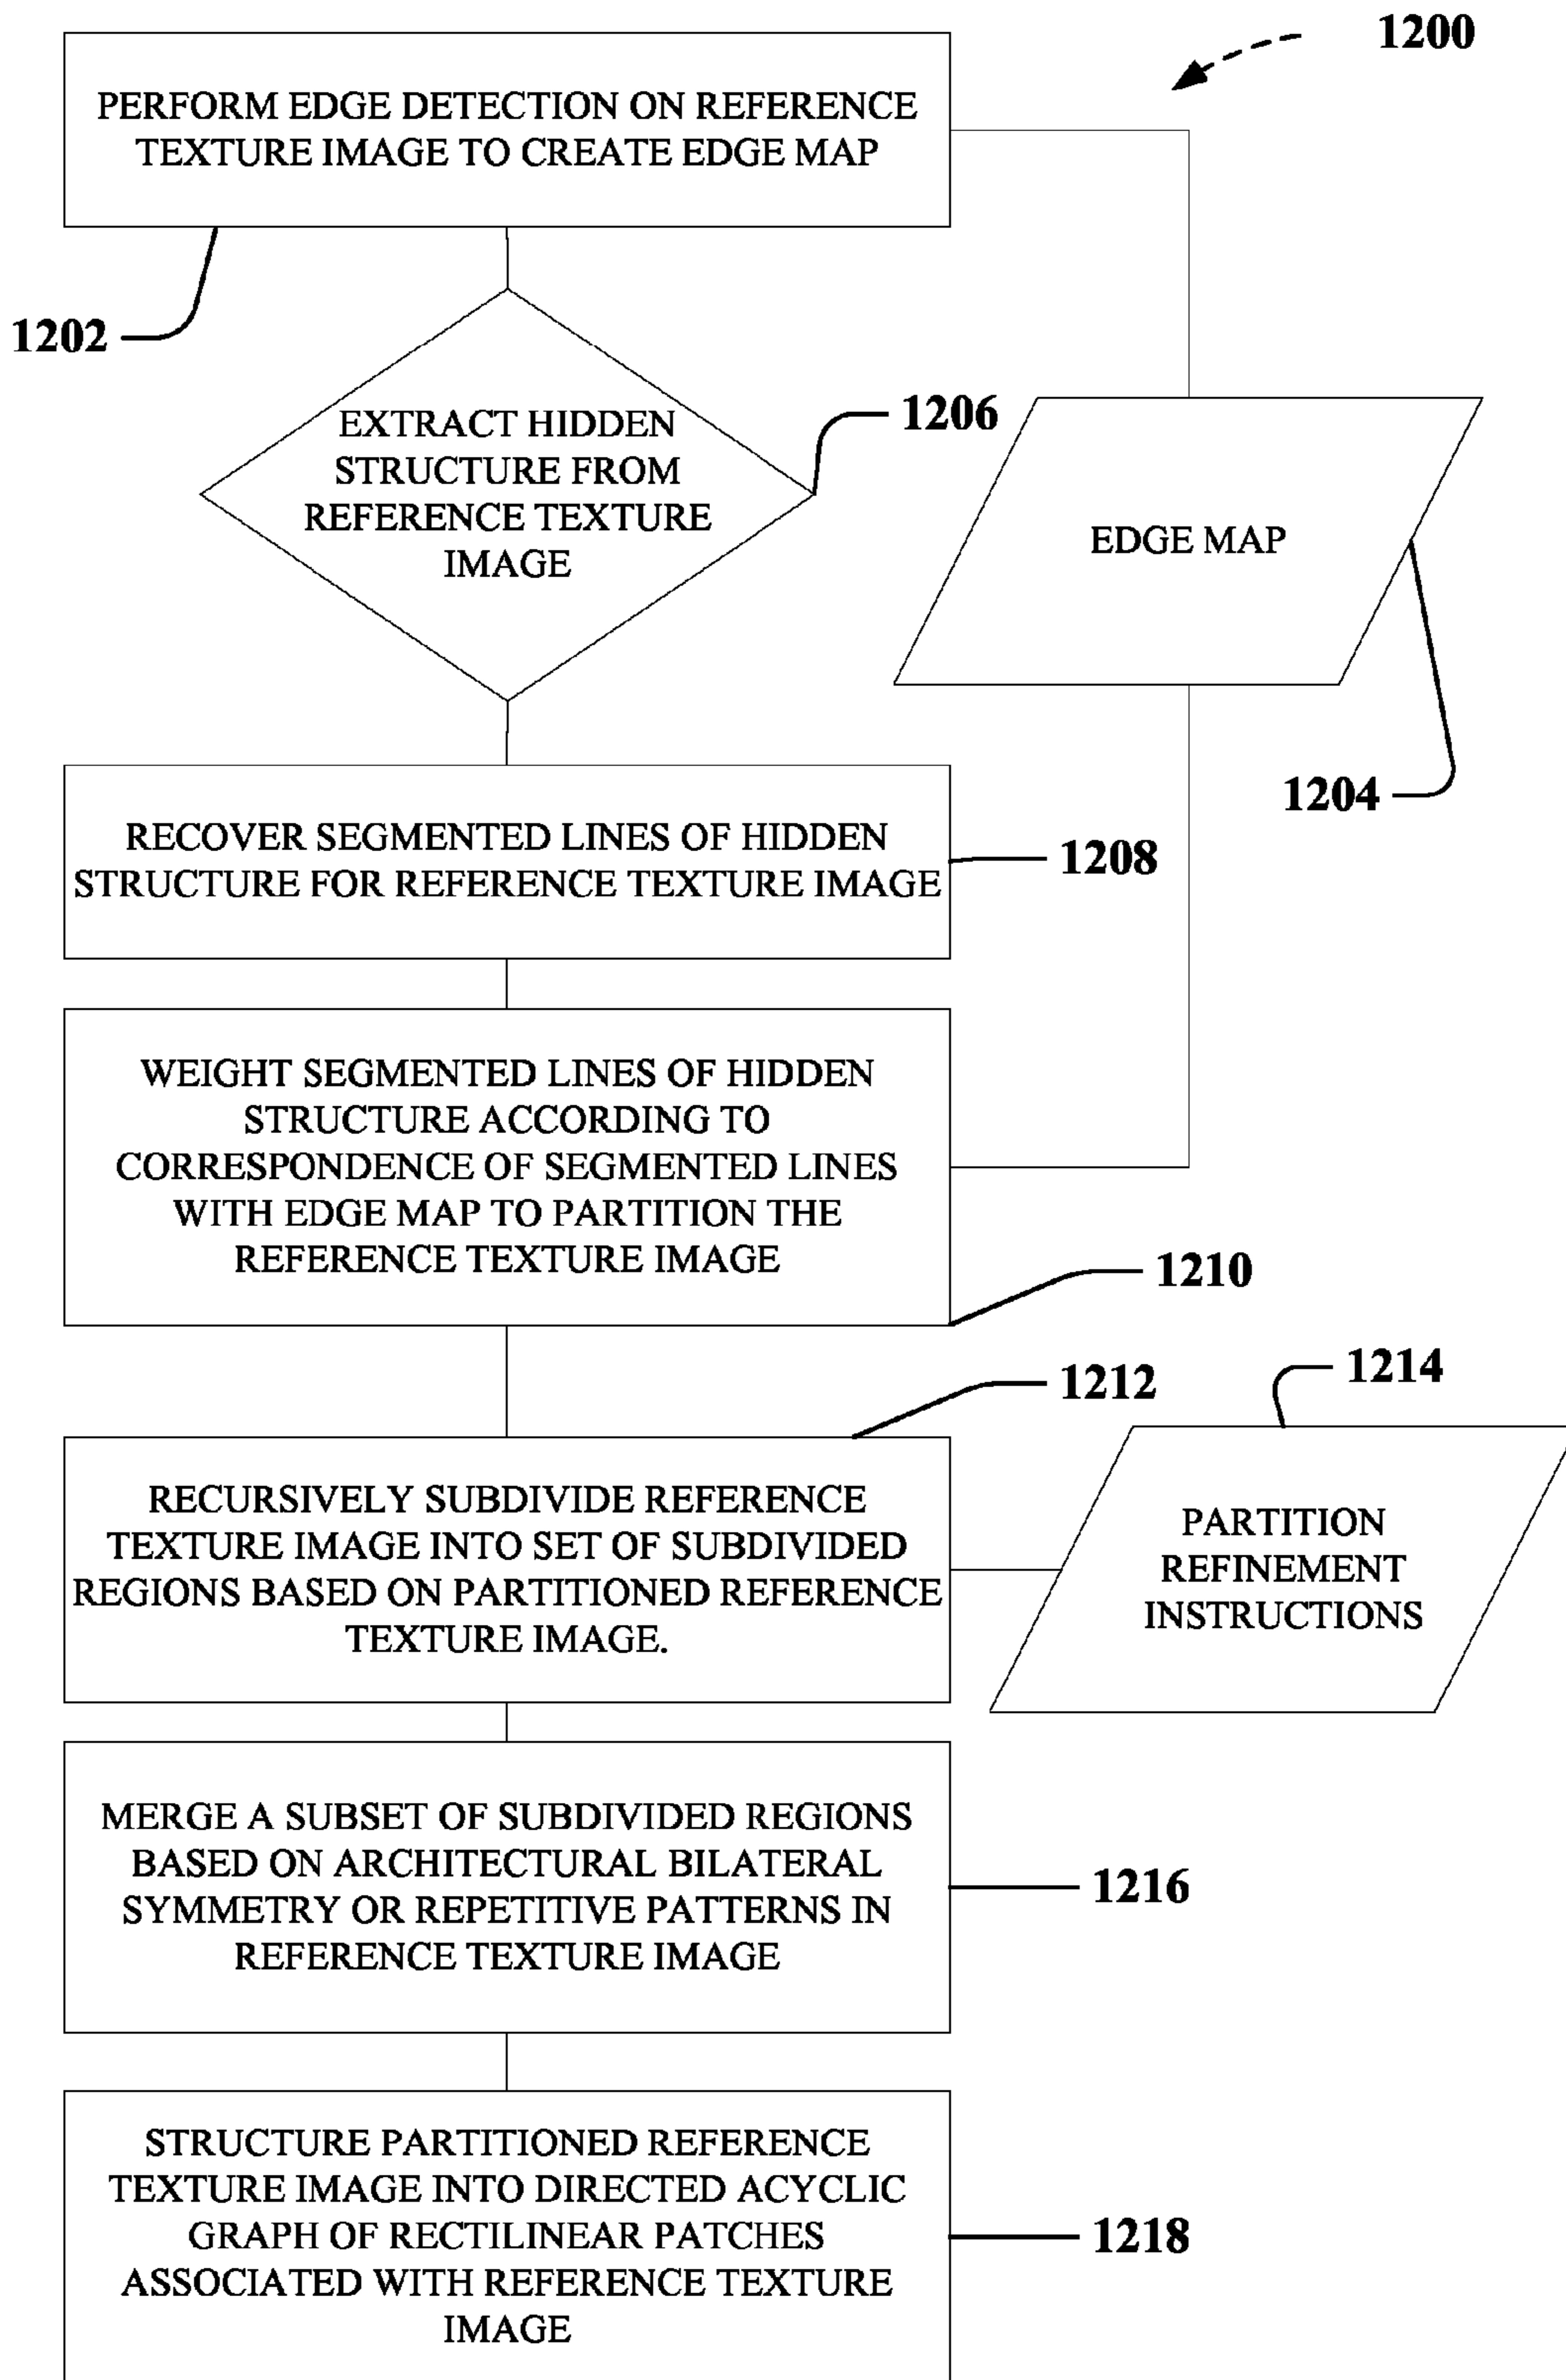 1200
PERFORM EDGE DETECTION ON REFERENCE
TEXTURE IMAGE TO CREATE EDGE MAP
1202
EXTRACT HIDDEN
STRUCTURE FROM
REFERENCE TEXTURE
IMAGE
1206
EDGE MAP
1204
RECOVER SEGMENTED LINES OF HIDDEN
STRUCTURE FOR REFERENCE TEXTURE IMAGE
1208
WEIGHT SEGMENTED LINES OF HIDDEN
STRUCTURE ACCORDING TO
CORRESPONDENCE OF SEGMENTED LINES
WITH EDGE MAP TO PARTITION THE
REFERENCE TEXTURE IMAGE
1210
1212
1214
RECURSIVELY SUBDIVIDE REFERENCE
TEXTURE IMAGE INTO SET OF SUBDIVIDED
REGIONS BASED ON PARTITIONED REFERENCE
TEXTURE IMAGE.
PARTITION
REFINEMENT
INSTRUCTIONS
MERGE A SUBSET OF SUBDIVIDED REGIONS
BASED ON ARCHITECTURAL BILATERAL
SYMMETRY OR REPETITIVE PATTERNS IN
REFERENCE TEXTURE IMAGE
1216
STRUCTURE PARTITIONED REFERENCE
TEXTURE IMAGE INTO DIRECTED ACYCLIC
GRAPH OF RECTILINEAR PATCHES
ASSOCIATED WITH REFERENCE TEXTURE
IMAGE
1218